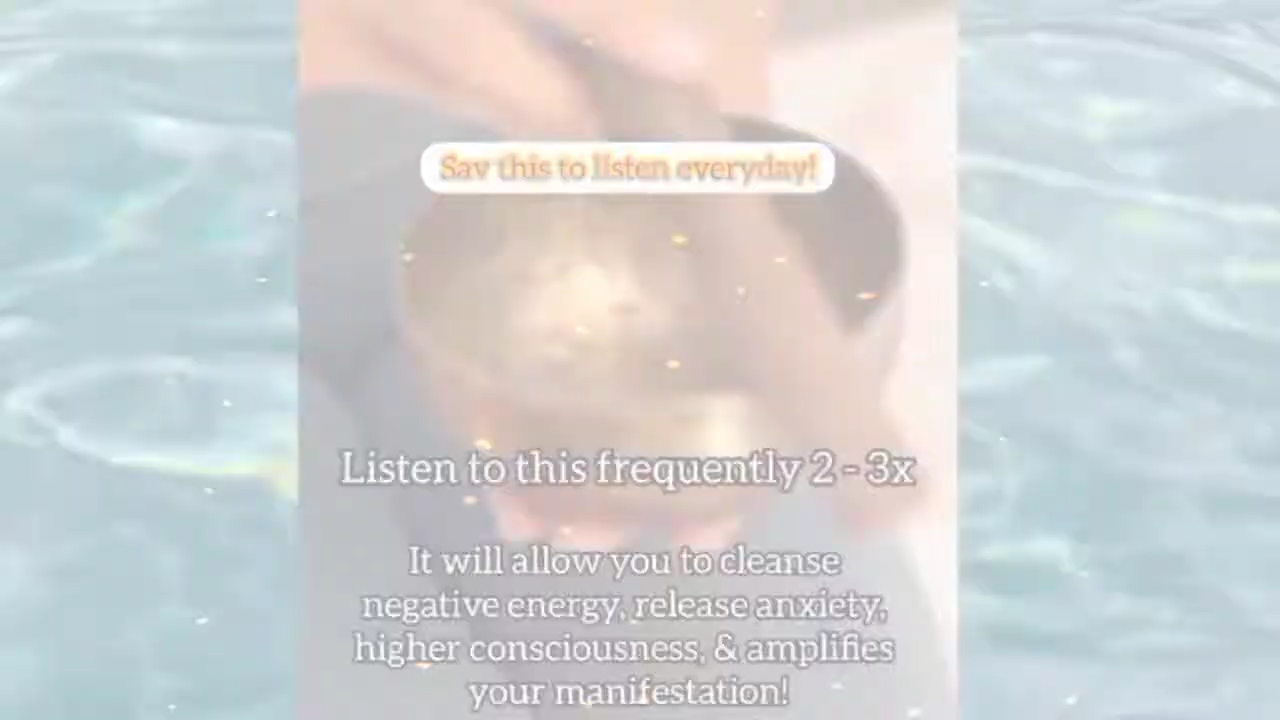 Sav this to listen everyday!
Listen to this frequently 2 - 3x
It will allow you to cleanse
negative energy, release anxiety,
higher consciousness, & amplifies
your manifestation!